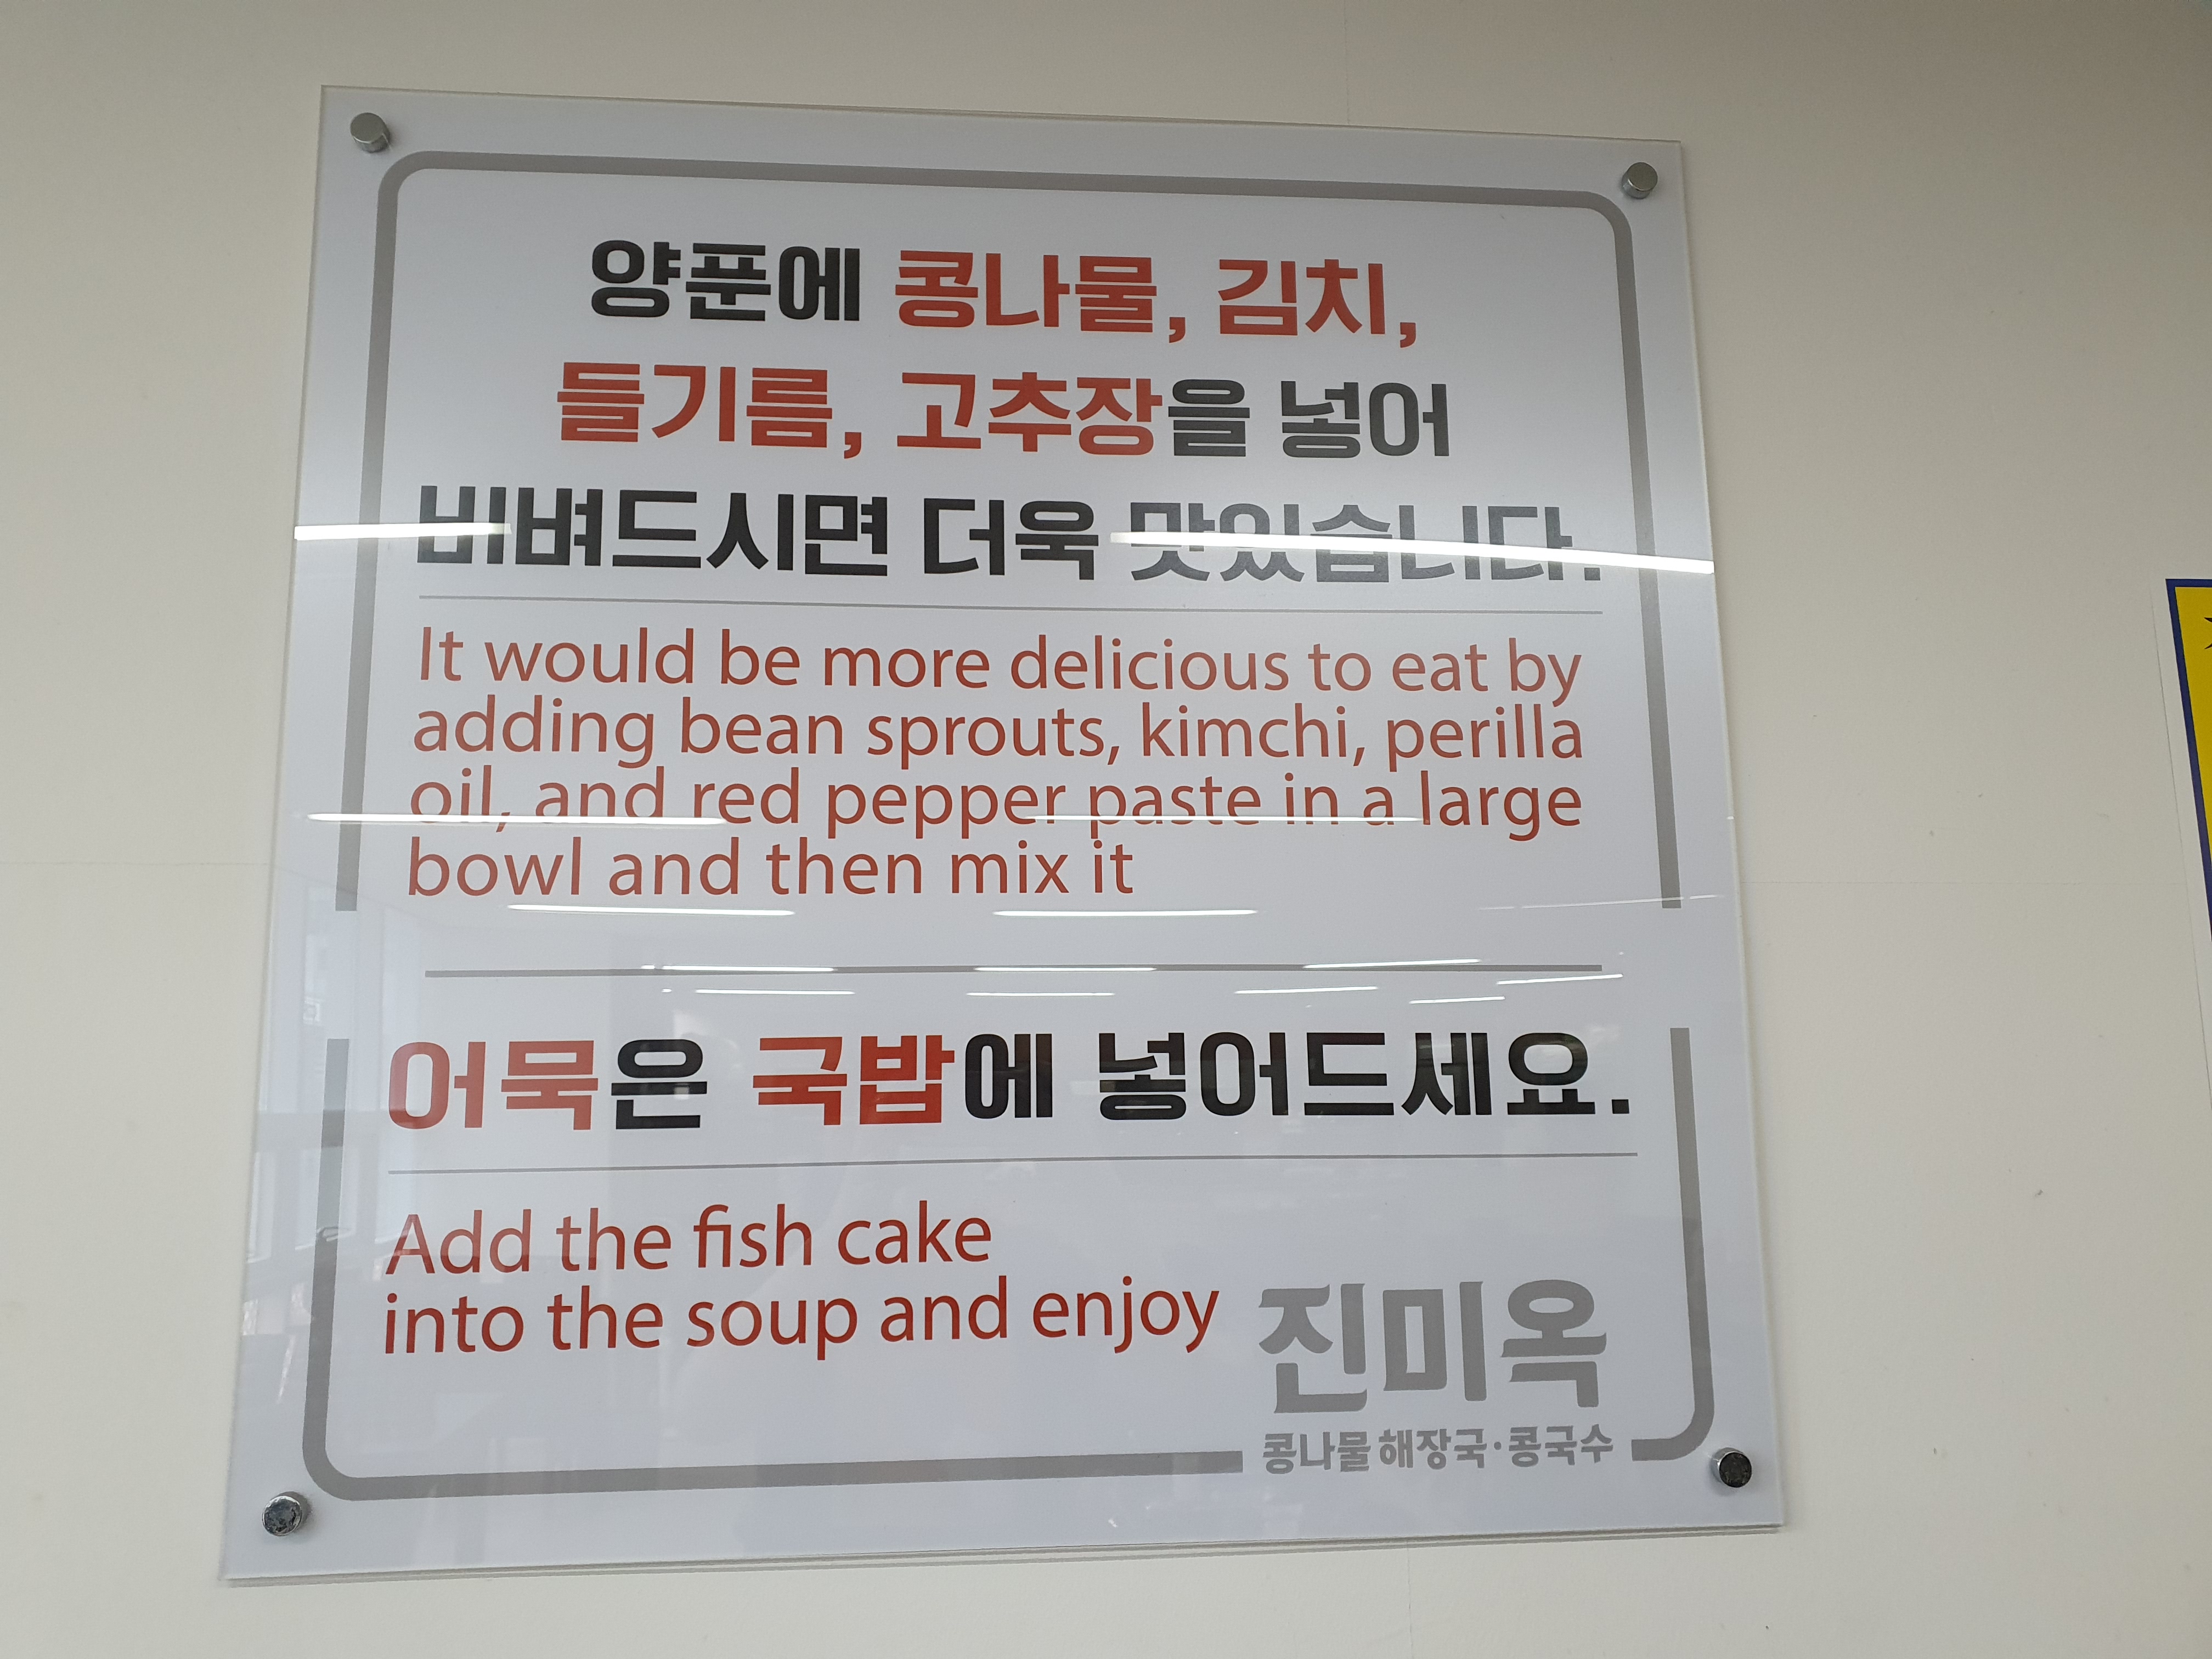 양푼에 콩나물, 김치,
들기름, 고추장을 넣어
비벼드시면 더욱 맛있습니다.
It would be more delicious to eat by
adding bean sprouts, kimchi, perilla
oil, and red pepper paste in a large
bowl and then mix it
어묵은 국밥에 넣어드세요.
Add the fish cake
into the soup and enjoy
진미옥
콩나물 해장국·콩국수